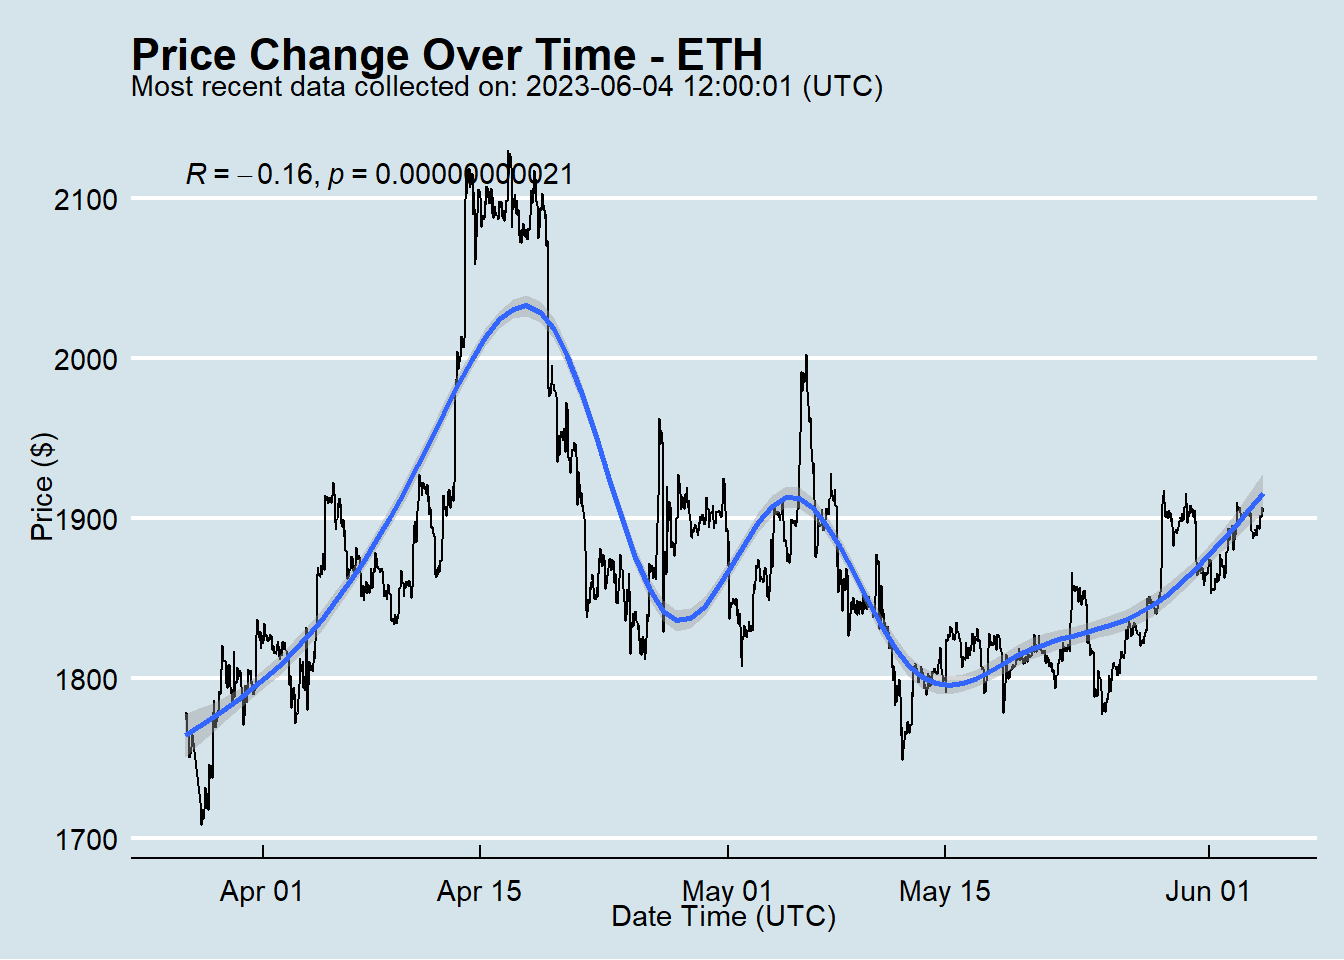 Price Change Over Time - ETH
Most recent data collected on: 2023-06-04 12:00:01 (UTC)
R = −0.16, p = 0.00000000021
2100
2000
1900
1800
1700
Price ($)
Apr 01 Apr 15 May 01 May 15 Jun 01
Date Time (UTC)